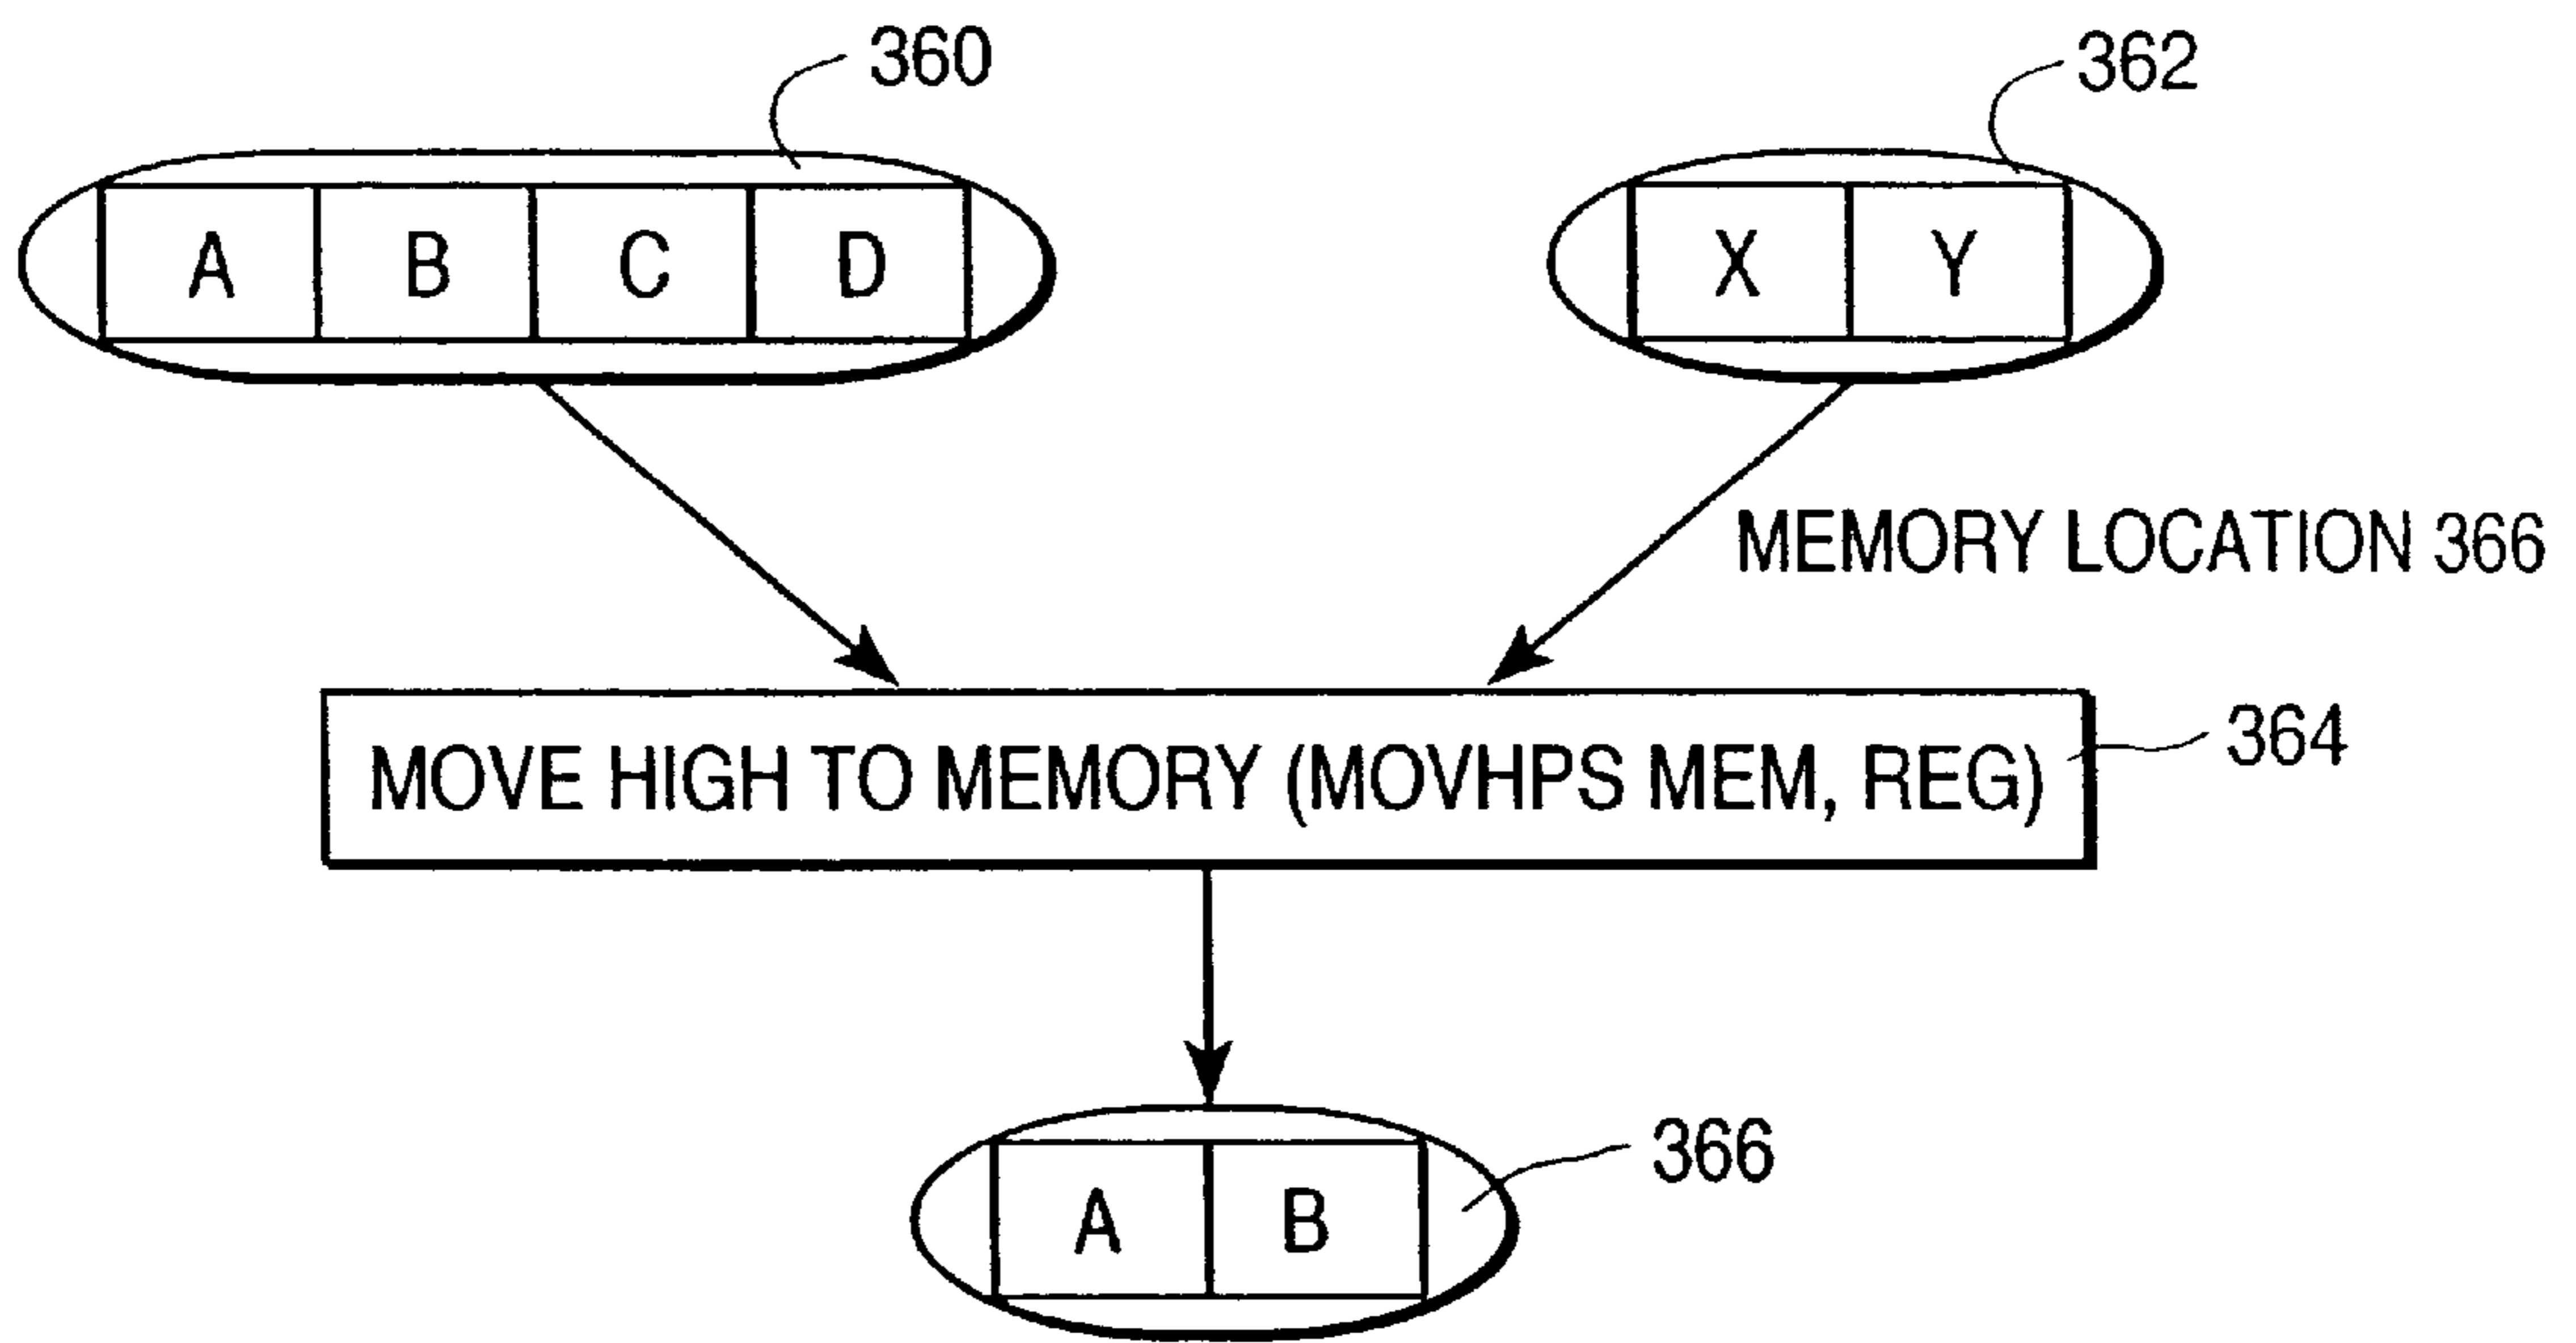 360
362
A B C D
X Y
MEMORY LOCATION 366
MOVE HIGH TO MEMORY (MOVHPS MEM, REG)
364
366
A B